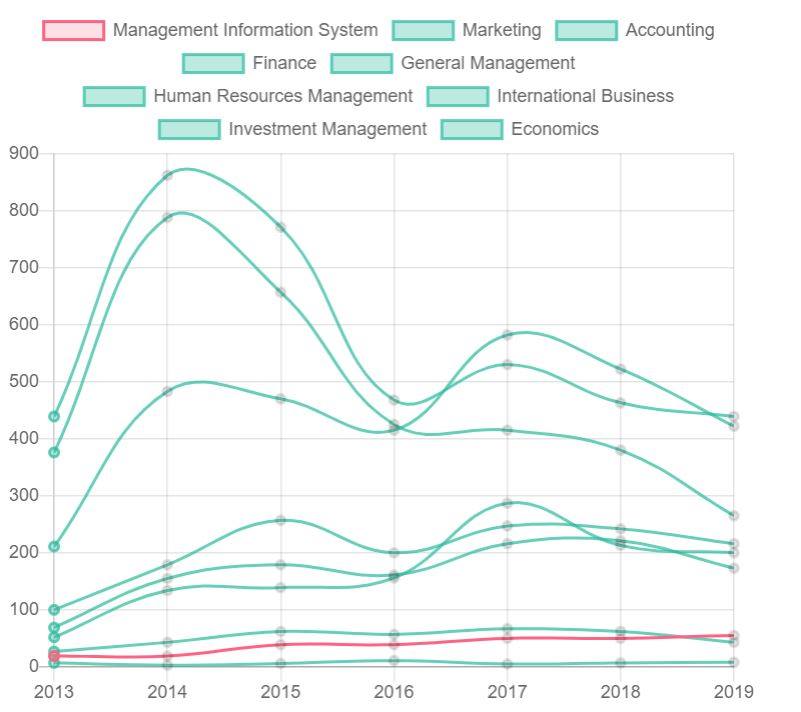 Management Information System Marketing Accounting
Finance General Management
Human Resources Management International Business
Investment Management Economics
900
800
700
600
500
400
300
200
100
0
2013 2014 2015 2016 2017 2018 2019